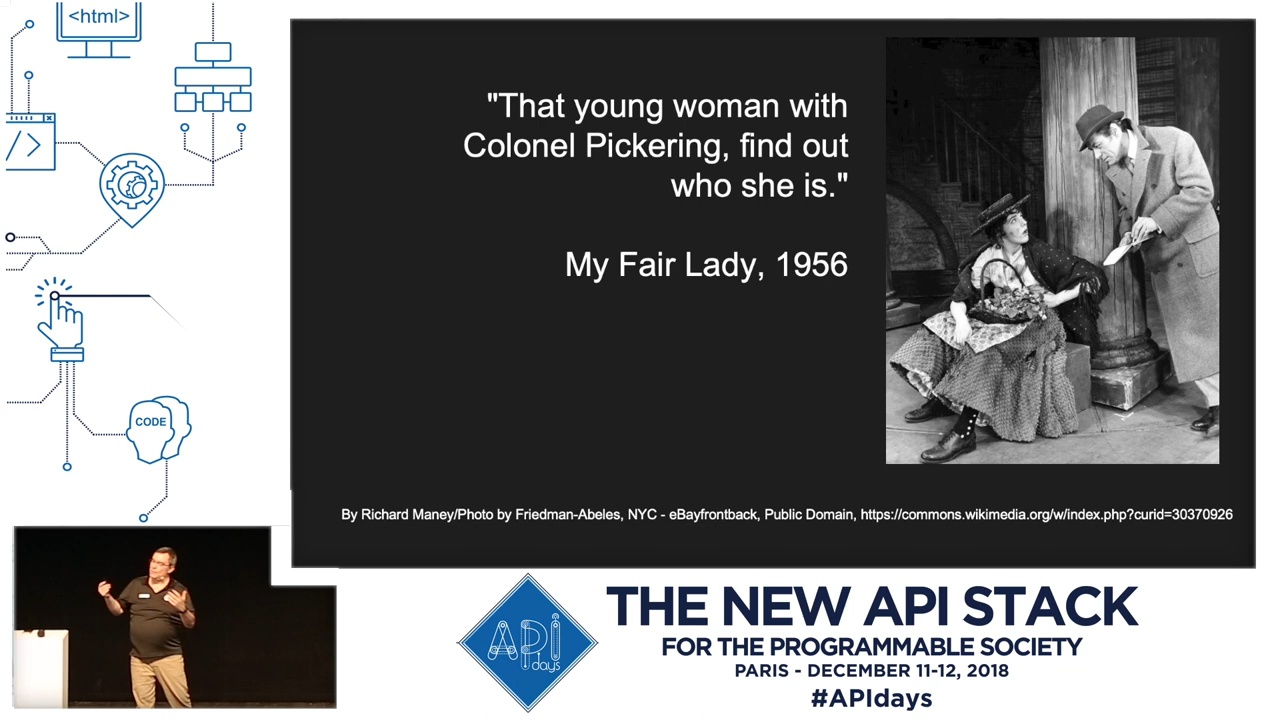 <html>
</>
CODE
"That young woman with
Colonel Pickering, find out
who she is."
My Fair Lady, 1956
By Richard Maney/Photo by Friedman-Abeles, NYC - eBayfrontback, Public Domain, https://commons.wikimedia.org/w/index.php?curid=30370926
API
days
THE NEW API STACK
FOR THE PROGRAMMABLE SOCIETY
PARIS - DECEMBER 11-12, 2018
#APIdays